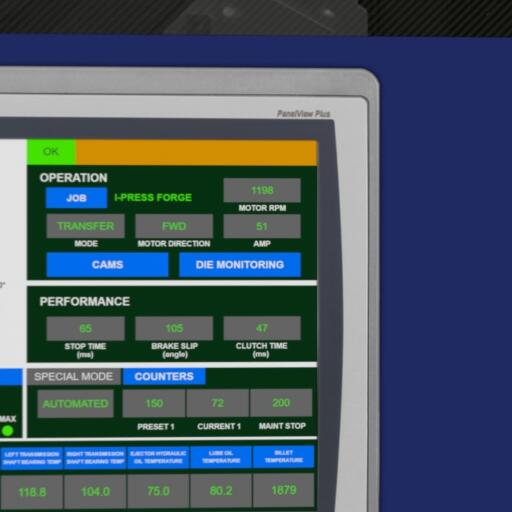 PanelView Plus
OK
OPERATION
JOB I-PRESS FORGE 1198
MOTOR RPM
TRANSFER FWD 51
MODE MOTOR DIRECTION AMP
CAMS DIE MONITORING
PERFORMANCE
65 105 47
STOP TIME (ms) BRAKE SLIP (angle) CLUTCH TIME (ms)
SPECIAL MODE COUNTERS
AUTOMATED 150 72 200
MAX PRESET 1 CURRENT 1 MAINT STOP
LEFT TRANSMISSION SHAFT BEARING TEMP RIGHT TRANSMISSION SHAFT BEARING TEMP EJECTOR HYDRAULIC OIL TEMPERATURE LUBE OIL TEMPERATURE BILLET TEMPERATURE
118.8 104.0 75.0 80.2 1879